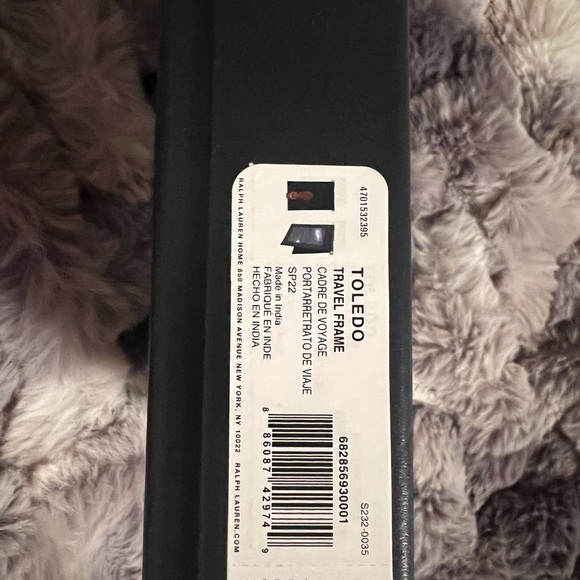 4701532395
S232-0035
TOLEDO
682856930001
TRAVEL FRAME
CADRE DE VOYAGE
PORTARRETRATO DE VIAJE
SP22
Made in India
FABRIQUÉ EN INDE
HECHO EN INDIA
8 86087 42974 9
RALPH LAUREN HOME 650 MADISON AVENUE NEW YORK, NY 10022 RALPH LAUREN.COM